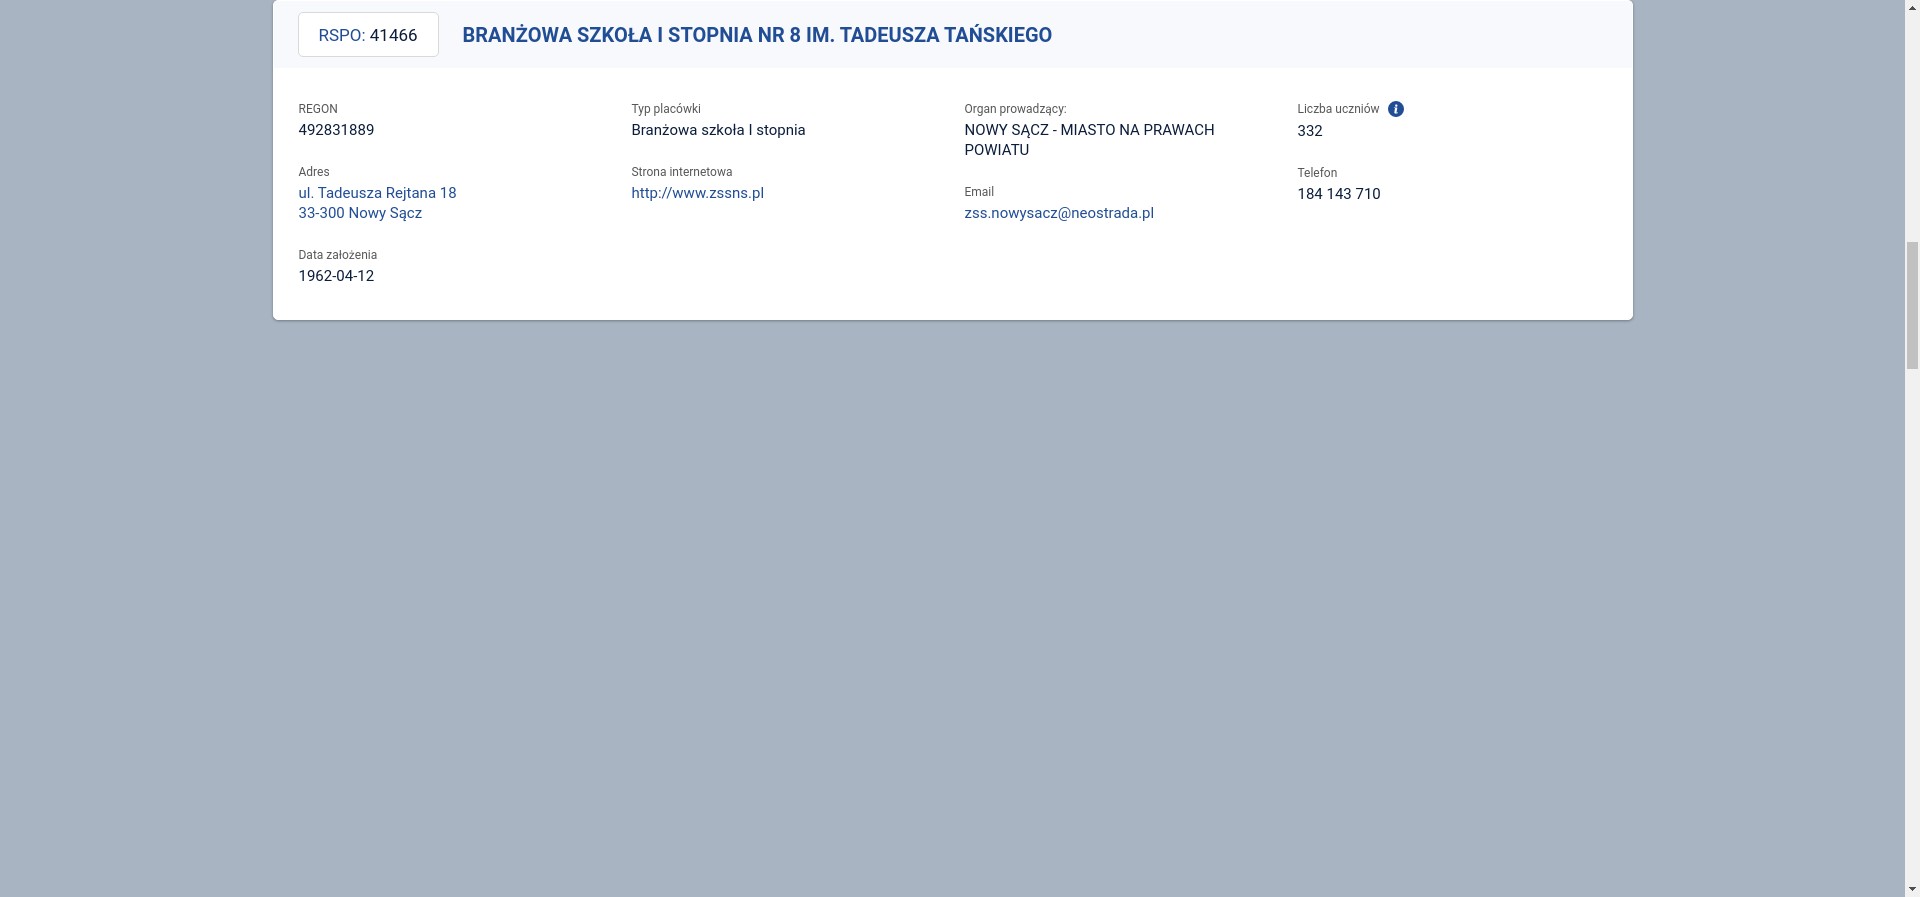 RSPO: 41466
BRANŻOWA SZKOŁA I STOPNIA NR 8 IM. TADEUSZA TAŃSKIEGO
REGON
492831889
Adres
ul. Tadeusza Rejtana 18
33-300 Nowy Sącz
Data założenia
1962-04-12
Typ placówki
Branżowa szkoła I stopnia
Strona internetowa
http://www.zssns.pl
Organ prowadzący:
NOWY SĄCZ - MIASTO NA PRAWACH
POWIATU
Email
zss.nowysacz@neostrada.pl
Liczba uczniów i
332
Telefon
184 143 710